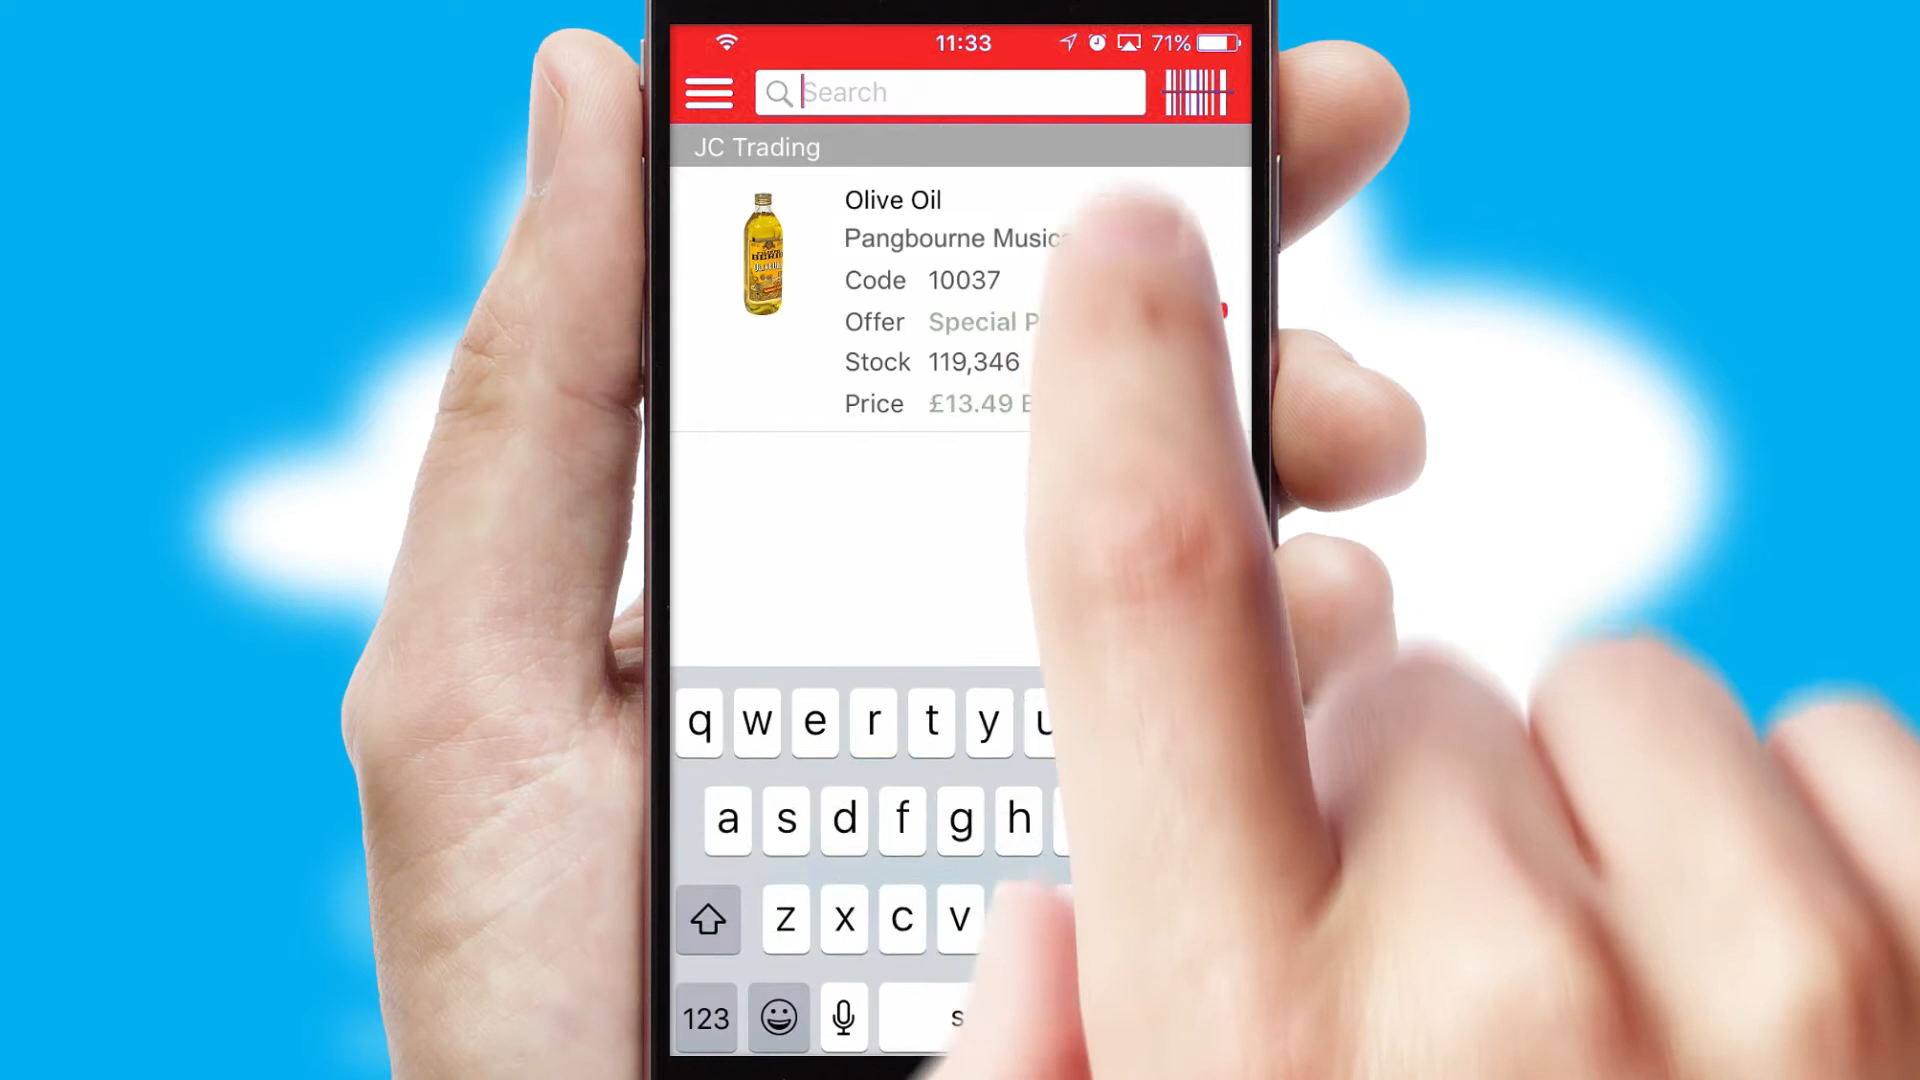 11:33 71%
Search
JC Trading
Olive Oil
Pangbourne
Code 10037
Offer Special
Stock 119,346
Price £13.49
q w e r t y u
a s d f g h
z x c v
123